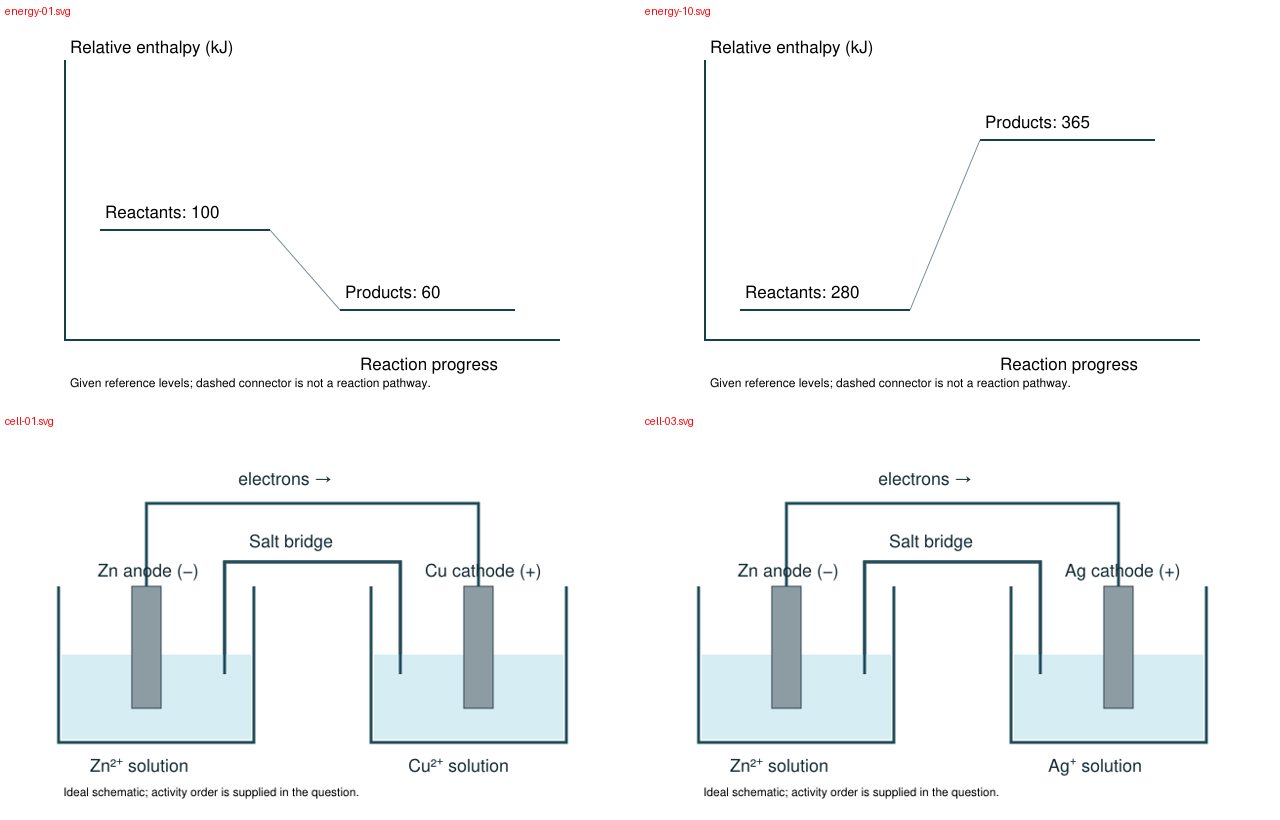 energy-01.svg
Relative enthalpy (kJ)
Reactants: 100
Products: 60
Reaction progress
Given reference levels; dashed connector is not a reaction pathway.
energy-10.svg
Relative enthalpy (kJ)
Products: 365
Reactants: 280
Reaction progress
Given reference levels; dashed connector is not a reaction pathway.
cell-01.svg
electrons →
Salt bridge
Zn anode (−)
Cu cathode (+)
Zn²⁺ solution
Cu²⁺ solution
Ideal schematic; activity order is supplied in the question.
cell-03.svg
electrons →
Salt bridge
Zn anode (−)
Ag cathode (+)
Zn²⁺ solution
Ag⁺ solution
Ideal schematic; activity order is supplied in the question.